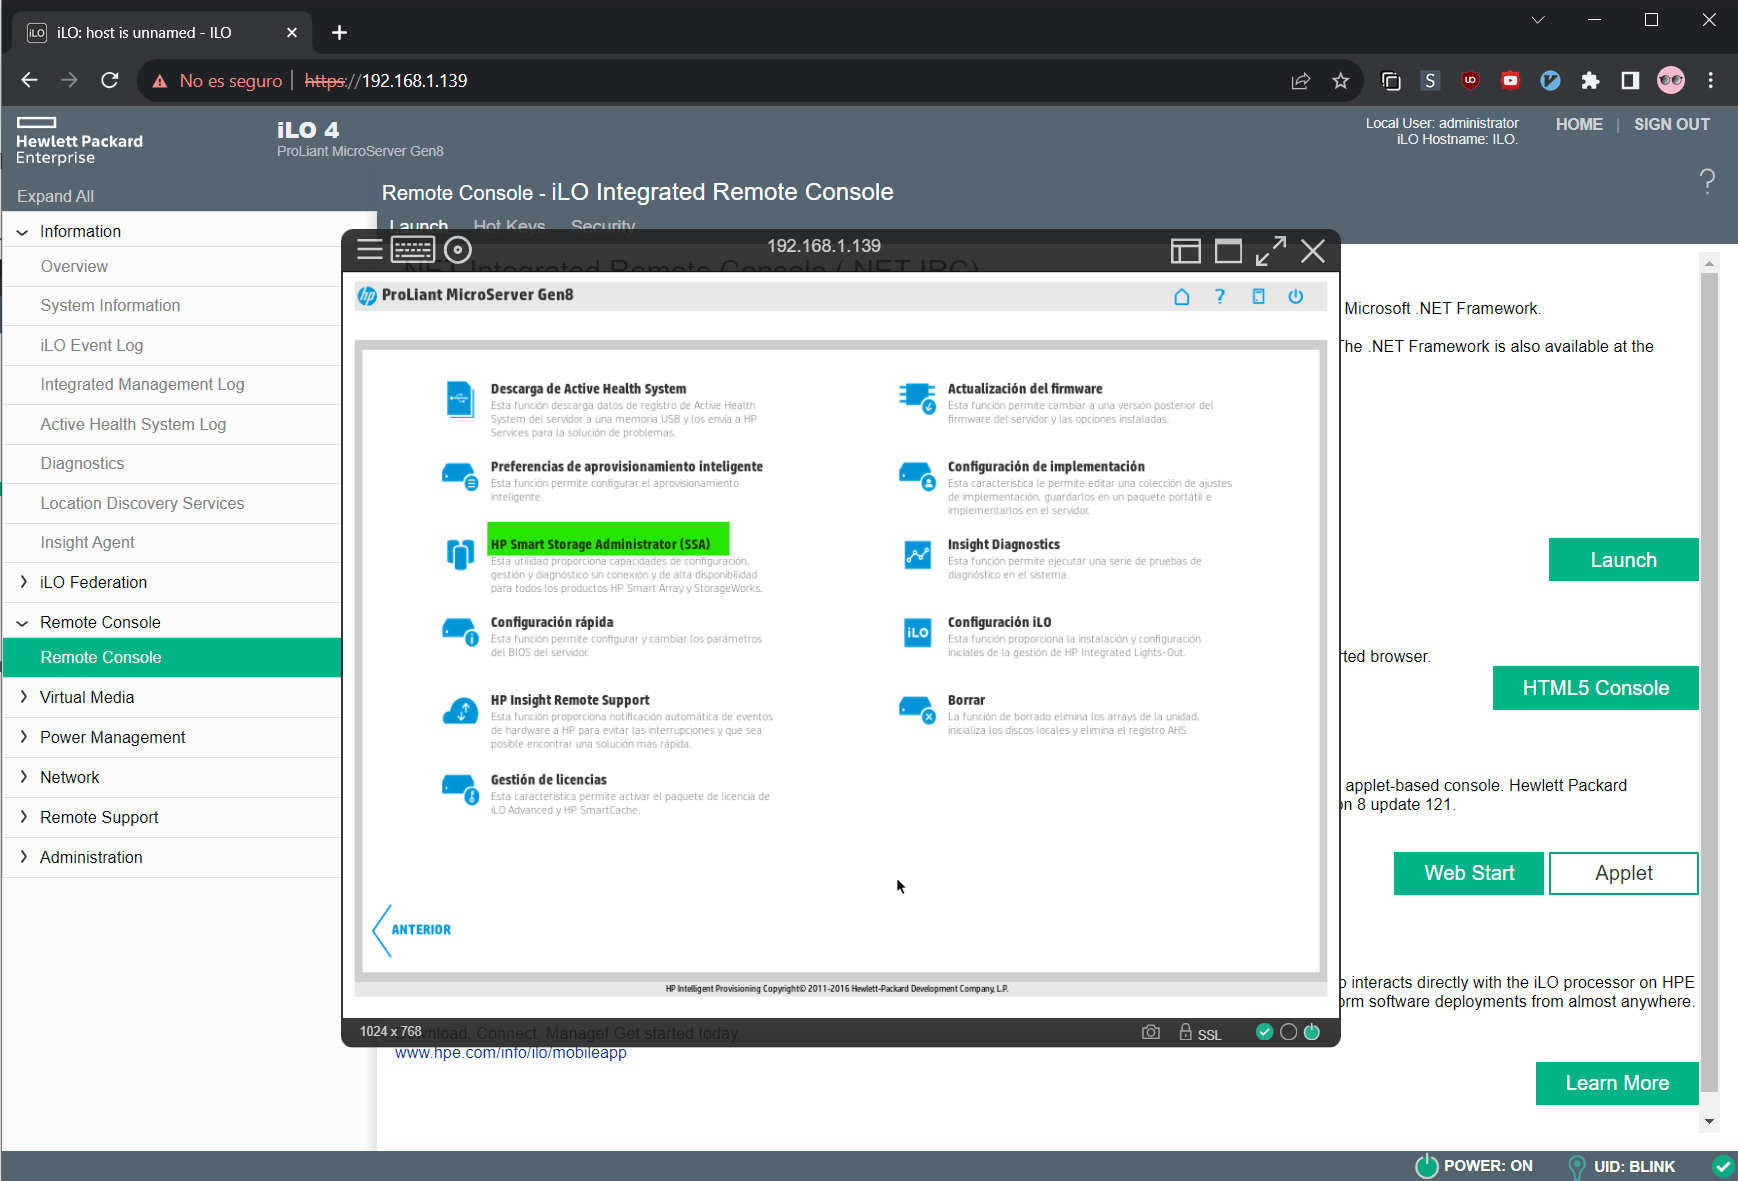 iLO: host is unnamed - ILO
No es seguro | https://192.168.1.139
Hewlett Packard
Enterprise
iLO 4
ProLiant MicroServer Gen8
Local User: administrator
iLO Hostname: ILO.
HOME | SIGN OUT
Expand All
Remote Console - iLO Integrated Remote Console
?
Launch Hot Keys Security
Information
Overview
System Information
iLO Event Log
Integrated Management Log
Active Health System Log
Diagnostics
Location Discovery Services
Insight Agent
iLO Federation
Remote Console
Remote Console
Virtual Media
Power Management
Network
Remote Support
Administration
192.168.1.139
.NET Integrated Remote Console (.NET IRC)
hp ProLiant MicroServer Gen8
?
Descarga de Active Health System
Esta función descarga datos de registro de Active Health
System del servidor a una memoria USB y los envía a HP
Services para la solución de problemas.
Preferencias de aprovisionamiento inteligente
Esta función permite configurar el aprovisionamiento
inteligente.
HP Smart Storage Administrator (SSA)
Esta utilidad proporciona capacidades de configuración,
gestión y diagnóstico sin conexión y de alta disponibilidad
para todos los productos HP Smart Array y StorageWorks.
Configuración rápida
Esta función permite configurar y cambiar los parámetros
del BIOS del servidor.
HP Insight Remote Support
Esta función proporciona notificación automática de eventos
de hardware a HP para evitar las interrupciones y que sea
posible encontrar una solución más rápida.
Gestión de licencias
Esta característica permite activar el paquete de licencia de
iLO Advanced y HP SmartCache.
Actualización del firmware
Esta función permite cambiar a una versión posterior del
firmware del servidor y las opciones instaladas.
Configuración de implementación
Esta característica le permite editar una colección de ajustes
de implementación, guardarlos en un paquete portátil e
implementarlos en el servidor.
Insight Diagnostics
Esta función permite ejecutar una serie de pruebas de
diagnóstico en el sistema.
iLO
Configuración iLO
Esta función proporciona la instalación y configuración
iniciales de la gestión de HP Integrated Lights-Out.
Borrar
La función de borrado elimina los arrays de la unidad,
inicializa los discos locales y elimina el registro AHS.
ANTERIOR
HP Intelligent Provisioning Copyright© 2011-2016 Hewlett-Packard Development Company, L.P.
1024 x 768
SSL
Download, Connect, Manage! Get started today
www.hpe.com/info/ilo/mobileapp
Microsoft .NET Framework.
The .NET Framework is also available at the
Launch
rted browser.
HTML5 Console
applet-based console. Hewlett Packard
on 8 update 121.
Web Start
Applet
o interacts directly with the iLO processor on HPE
orm software deployments from almost anywhere.
Learn More
POWER: ON
UID: BLINK